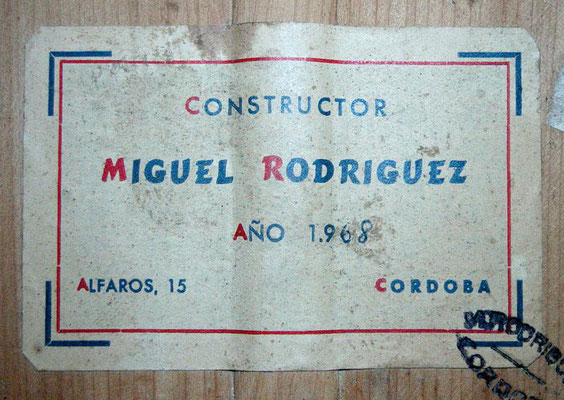 CONSTRUCTOR
MIGUEL RODRIGUEZ
AÑO 1.968
ALFAROS, 15 CORDOBA